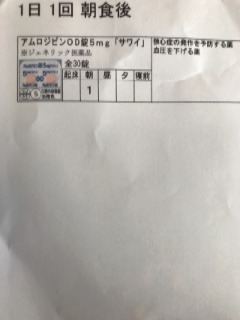 1日 1回 朝食後
アムロジピンOD錠5mg「サワイ」
※ジェネリック医薬品
狭心症の発作を予防する薬
血圧を下げる薬
全30錠
起床 朝 昼 夕 寝前
1